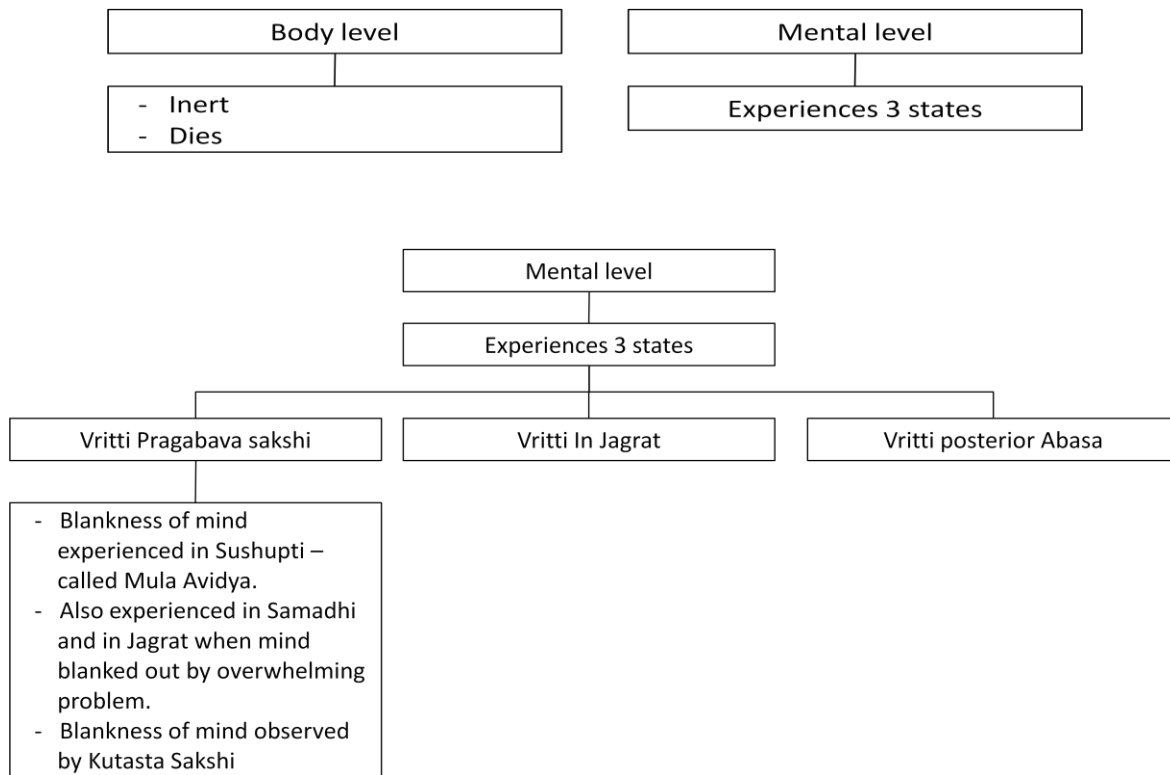 Body level
- Inert
- Dies
Mental level
Experiences 3 states
Mental level
Experiences 3 states
Vritti Pragabava sakshi
Vritti In Jagrat
Vritti posterior Abasa
- Blankness of mind
experienced in Sushupti –
called Mula Avidya.
- Also experienced in Samadhi
and in Jagrat when mind
blanked out by overwhelming
problem.
- Blankness of mind observed
by Kutasta Sakshi